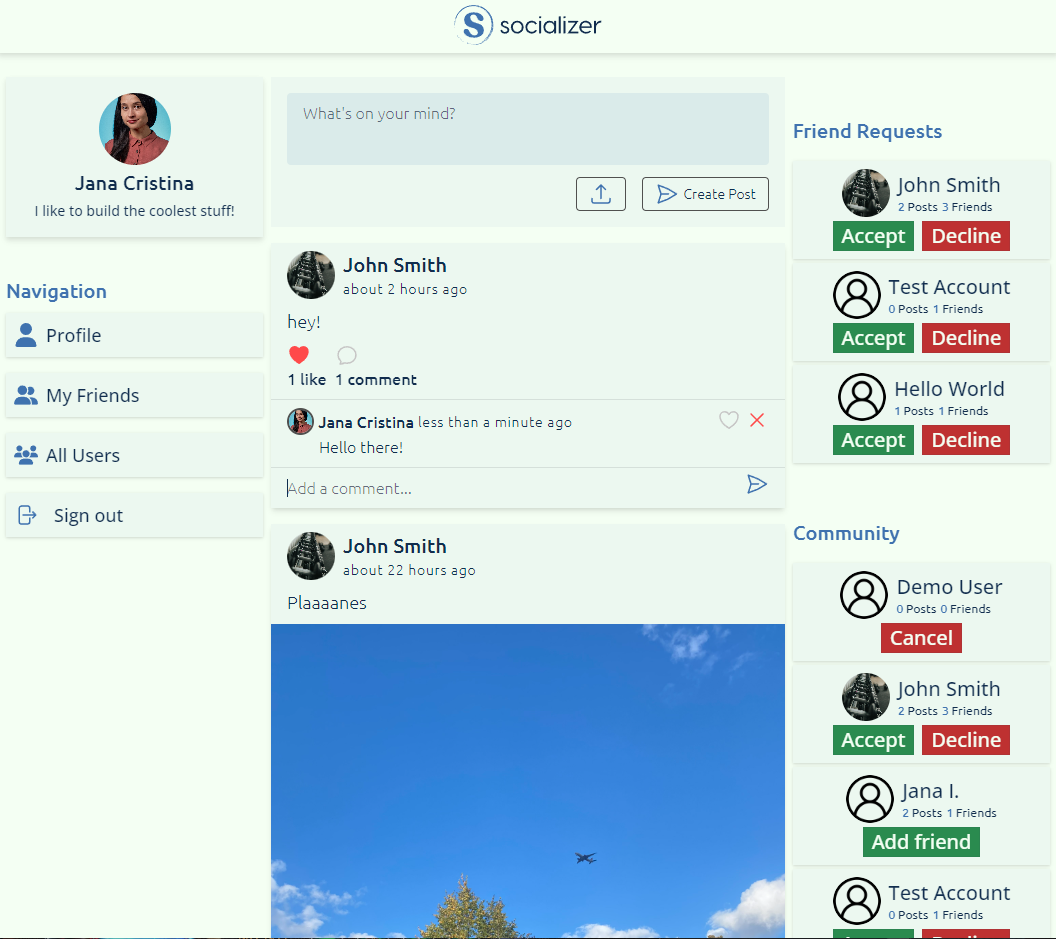 socializer
Jana Cristina
I like to build the coolest stuff!
Navigation
Profile
My Friends
All Users
Sign out
What's on your mind?
Create Post
John Smith
about 2 hours ago
hey!
1 like 1 comment
Jana Cristina less than a minute ago
Hello there!
Add a comment...
John Smith
about 22 hours ago
Plaaaanes
Friend Requests
John Smith
2 Posts 3 Friends
Accept Decline
Test Account
0 Posts 1 Friends
Accept Decline
Hello World
1 Posts 1 Friends
Accept Decline
Community
Demo User
0 Posts 0 Friends
Cancel
John Smith
2 Posts 3 Friends
Accept Decline
Jana I.
2 Posts 1 Friends
Add friend
Test Account
0 Posts 1 Friends